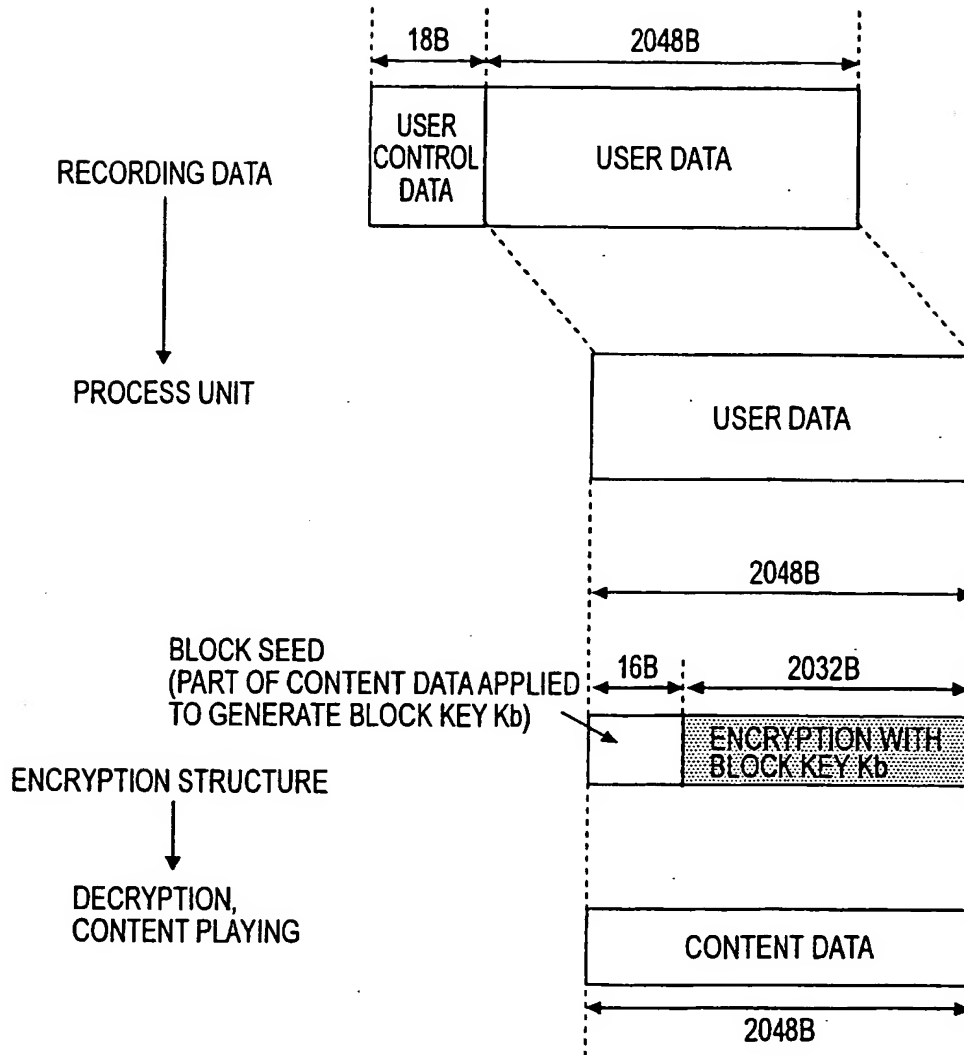 18B
2048B
USER
CONTROL
DATA
USER DATA
RECORDING DATA
PROCESS UNIT
USER DATA
2048B
BLOCK SEED
(PART OF CONTENT DATA APPLIED
TO GENERATE BLOCK KEY Kb)
16B
2032B
ENCRYPTION WITH
BLOCK KEY Kb
ENCRYPTION STRUCTURE
DECRYPTION,
CONTENT PLAYING
CONTENT DATA
2048B